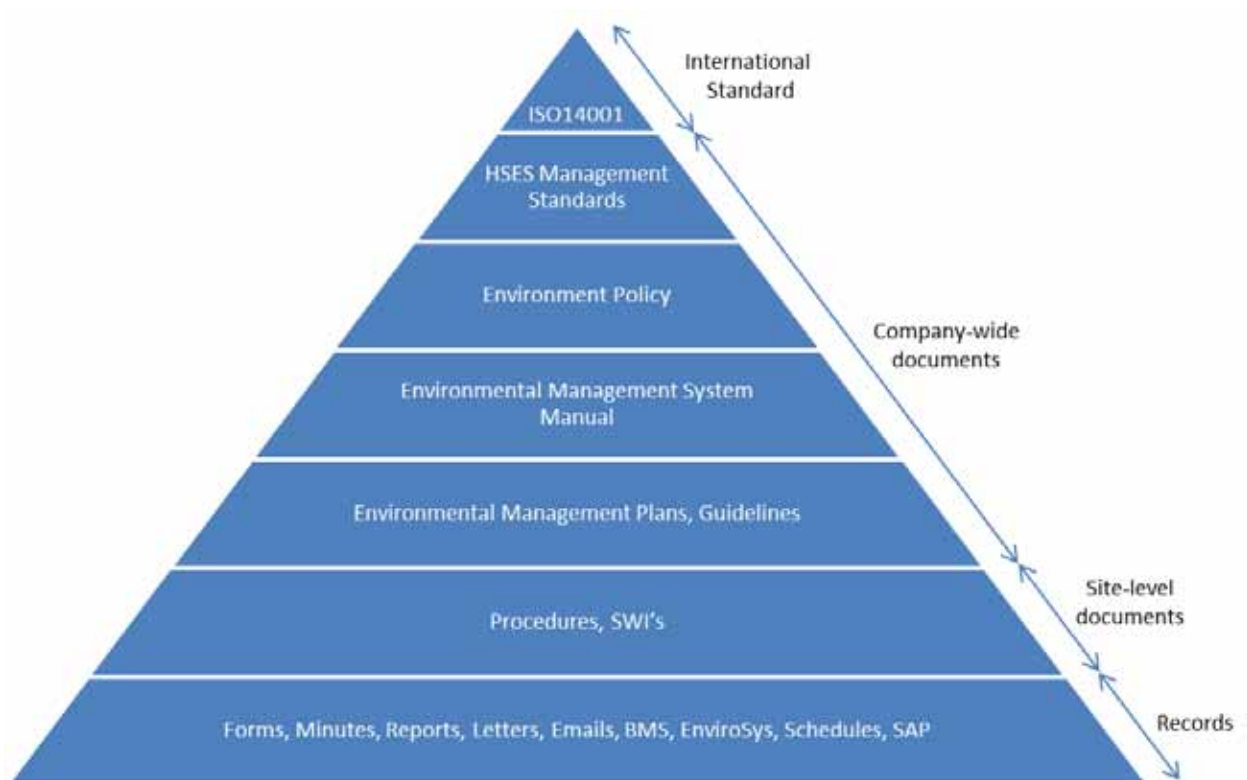 International
Standard
ISO14001
HSES Management
Standards
Environment Policy
Company-wide
documents
Environmental Management System
Manual
Environmental Management Plans, Guidelines
Site-level
documents
Procedures, SWI's
Forms, Minutes, Reports, Letters, Emails, BMS, EnviroSys, Schedules, SAP
Records